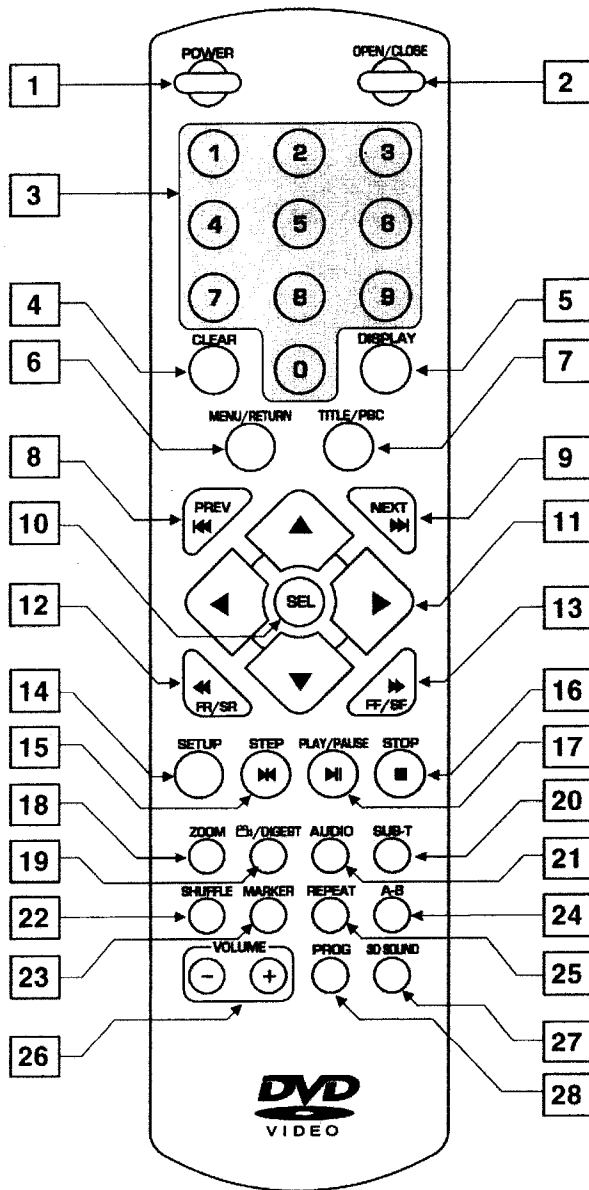 POWER OPEN/CLOSE
1 2
1 2 3
3
4 5 6
7 8 9
4 CLEAR DISPLAY 5
0
6 7
MENU/RETURN TITLE/PBC
8 PREV NEXT 9
10 11
SEL
12 13
FR/SR FF/SF
14 16
SETUP STEP PLAY/PAUSE STOP
15 17
18 20
ZOOM /DIGEST AUDIO SUB-T
19 21
SHUFFLE MARKER REPEAT A-B
22 24
23 VOLUME PROG 3D SOUND 25
− +
26 27
28
DVD
VIDEO